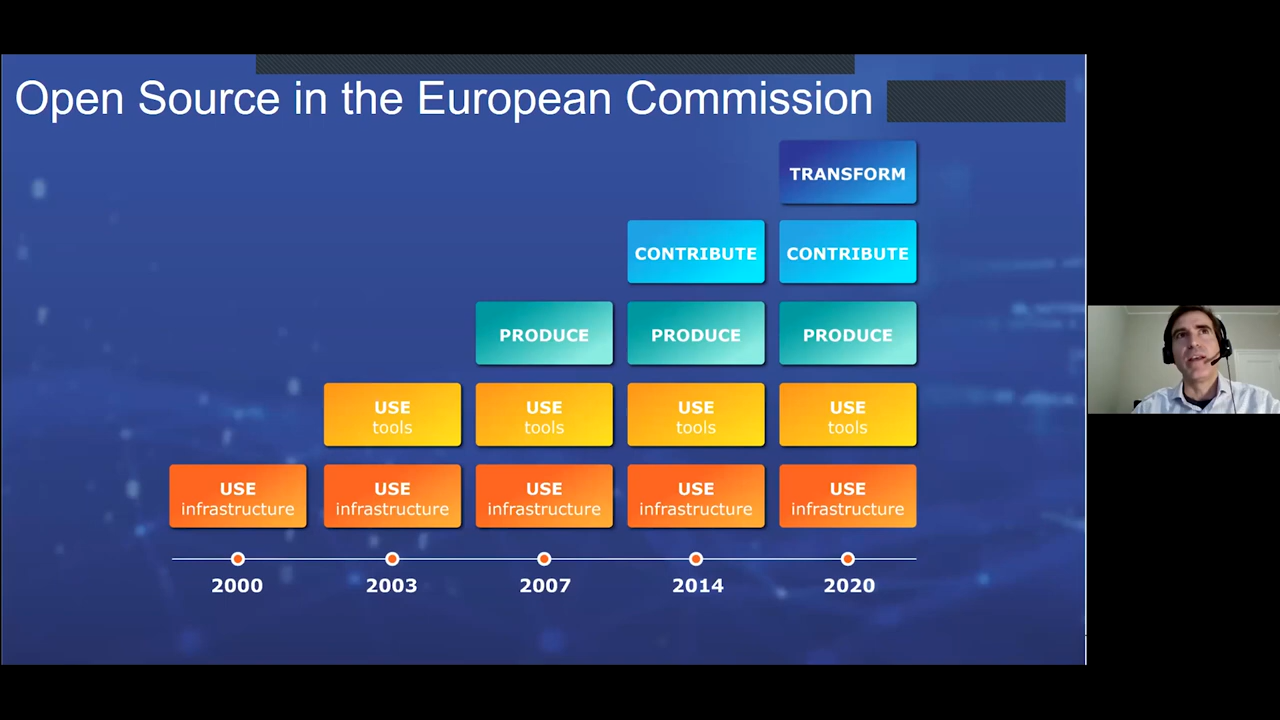 Open Source in the European Commission
TRANSFORM
CONTRIBUTE CONTRIBUTE
PRODUCE PRODUCE PRODUCE
USE USE USE USE
tools tools tools tools
USE USE USE USE USE
infrastructure infrastructure infrastructure infrastructure infrastructure
2000 2003 2007 2014 2020